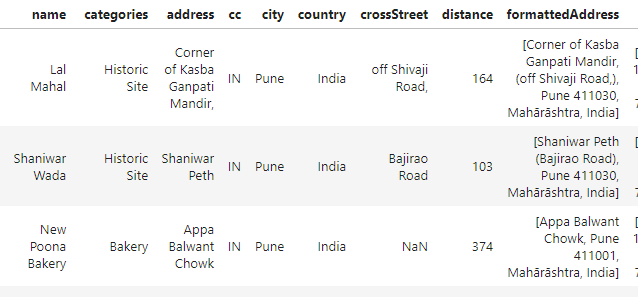 name categories address cc city country crossStreet distance formattedAddress
Lal Mahal Historic Site Corner of Kasba Ganpati Mandir, IN Pune India off Shivaji Road, 164 [Corner of Kasba Ganpati Mandir, (off Shivaji Road,), Pune 411030, Mahārāshtra, India]
Shaniwar Wada Historic Site Shaniwar Peth IN Pune India Bajirao Road 103 [Shaniwar Peth (Bajirao Road), Pune 411030, Mahārāshtra, India]
New Poona Bakery Bakery Appa Balwant Chowk IN Pune India NaN 374 [Appa Balwant Chowk, Pune 411001, Mahārāshtra, India]